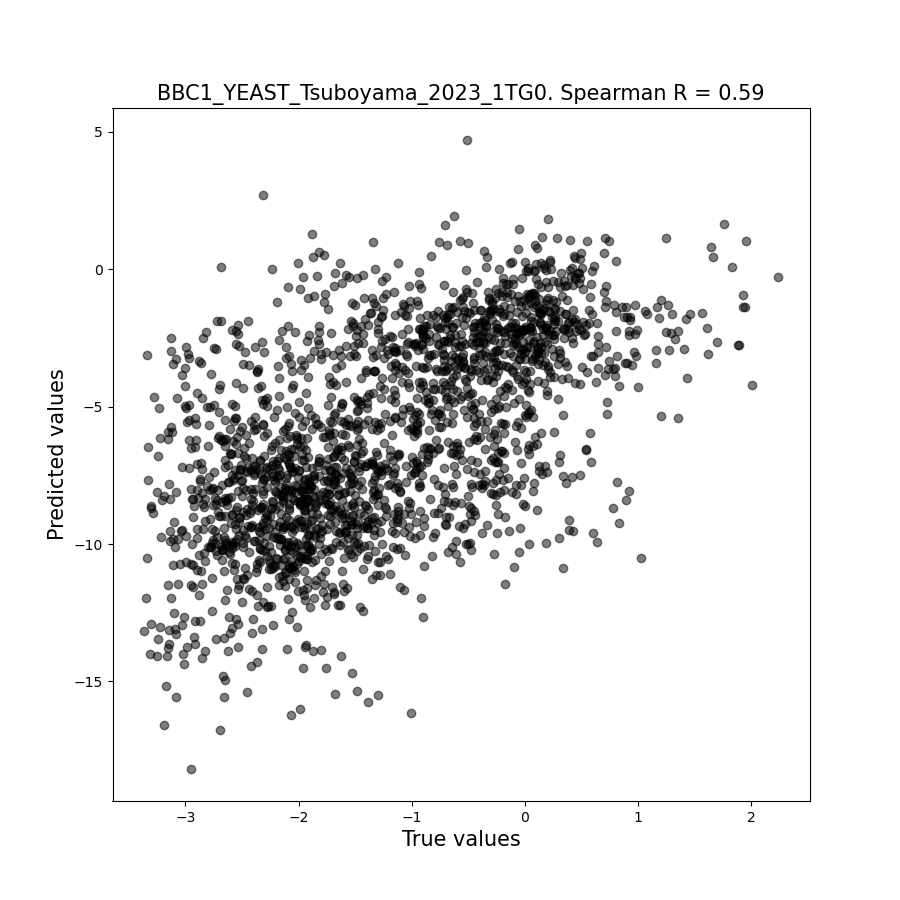 BBC1_YEAST_Tsuboyama_2023_1TG0. Spearman R = 0.59
5
0
−5
−10
−15
Predicted values
−3 −2 −1 0 1 2
True values